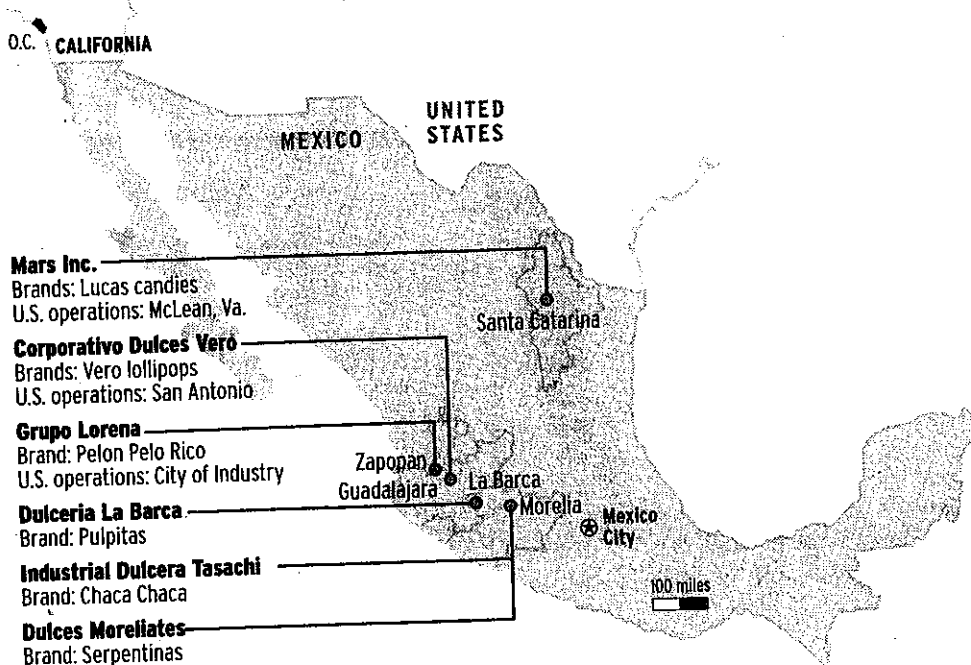 O.C. CALIFORNIA
UNITED
STATES
MEXICO
Mars Inc.
Brands: Lucas candies
U.S. operations: McLean, Va.
Santa Catarina
Corporativo Dulces Vero
Brands: Vero lollipops
U.S. operations: San Antonio
Grupo Lorena
Brand: Pelon Pelo Rico
U.S. operations: City of Industry
Zapopan
Guadalajara
La Barca
Morelia
Mexico
City
Dulceria La Barca
Brand: Pulpitas
Industrial Dulcera Tasachi
Brand: Chaca Chaca
100 miles
Dulces Moreliates
Brand: Serpentinas